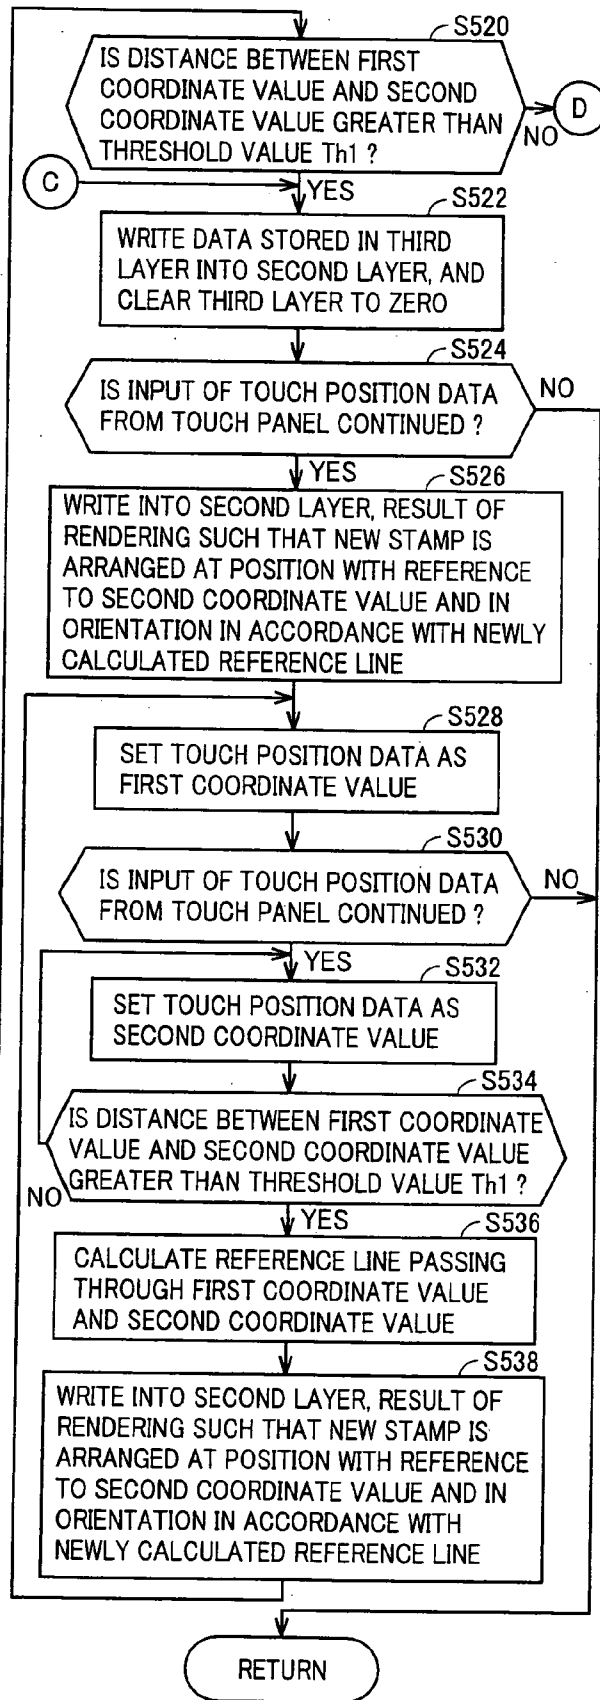 S520
IS DISTANCE BETWEEN FIRST
COORDINATE VALUE AND SECOND
COORDINATE VALUE GREATER THAN
THRESHOLD VALUE Th1 ?
D
NO
C
YES
S522
WRITE DATA STORED IN THIRD
LAYER INTO SECOND LAYER, AND
CLEAR THIRD LAYER TO ZERO
S524
IS INPUT OF TOUCH POSITION DATA
FROM TOUCH PANEL CONTINUED ?
NO
YES
S526
WRITE INTO SECOND LAYER, RESULT OF
RENDERING SUCH THAT NEW STAMP IS
ARRANGED AT POSITION WITH REFERENCE
TO SECOND COORDINATE VALUE AND IN
ORIENTATION IN ACCORDANCE WITH NEWLY
CALCULATED REFERENCE LINE
S528
SET TOUCH POSITION DATA AS
FIRST COORDINATE VALUE
S530
IS INPUT OF TOUCH POSITION DATA
FROM TOUCH PANEL CONTINUED ?
NO
YES
S532
SET TOUCH POSITION DATA AS
SECOND COORDINATE VALUE
S534
IS DISTANCE BETWEEN FIRST COORDINATE
VALUE AND SECOND COORDINATE VALUE
GREATER THAN THRESHOLD VALUE Th1 ?
NO
YES
S536
CALCULATE REFERENCE LINE PASSING
THROUGH FIRST COORDINATE VALUE
AND SECOND COORDINATE VALUE
S538
WRITE INTO SECOND LAYER, RESULT OF
RENDERING SUCH THAT NEW STAMP IS
ARRANGED AT POSITION WITH REFERENCE
TO SECOND COORDINATE VALUE AND IN
ORIENTATION IN ACCORDANCE WITH
NEWLY CALCULATED REFERENCE LINE
RETURN